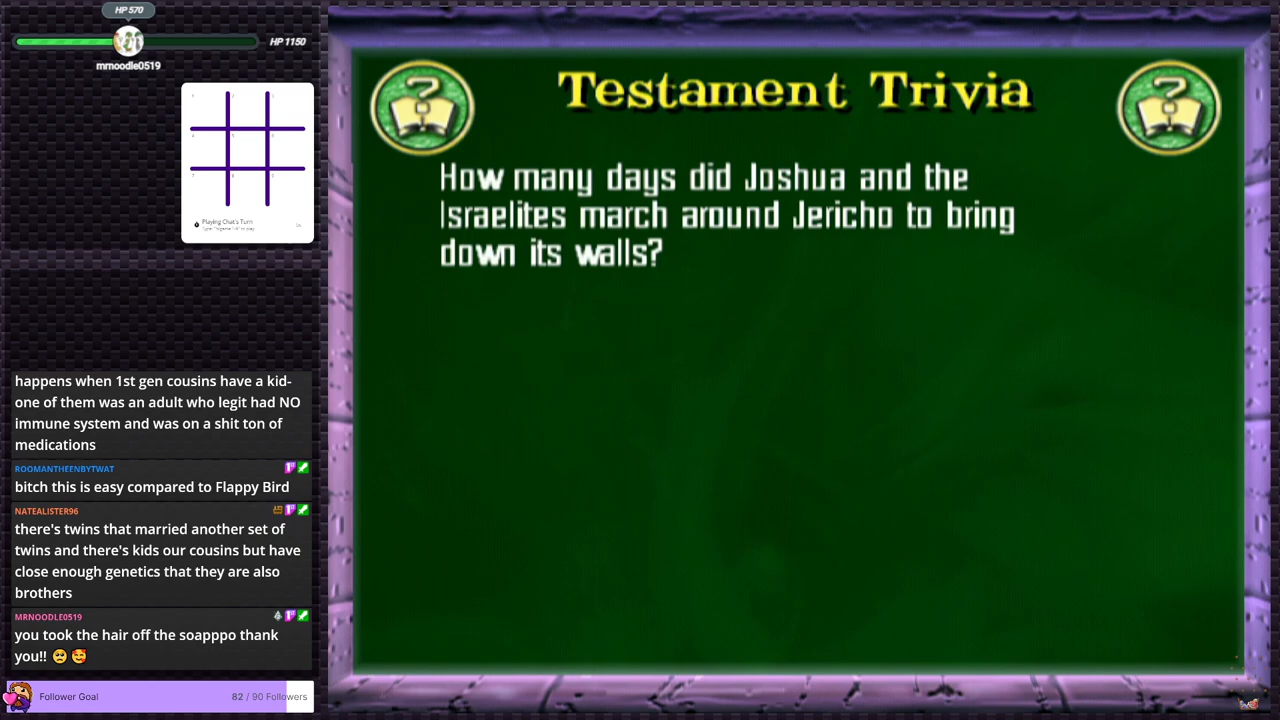 HP 570
HP 1150
mrnoodle0519
Playing Chat's Turn
Testament Trivia
How many days did Joshua and the
Israelites march around Jericho to bring
down its walls?
happens when 1st gen cousins have a kid-
one of them was an adult who legit had NO
immune system and was on a shit ton of
medications
ROOMANTHEENBYTWAT
bitch this is easy compared to Flappy Bird
NATEALISTER96
there's twins that married another set of
twins and there's kids our cousins but have
close enough genetics that they are also
brothers
MRNOODLE0519
you took the hair off the soapppo thank
you!! 🥺 🥰
Follower Goal
82 / 90 Followers